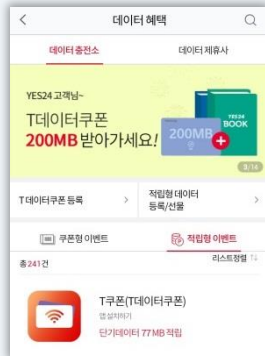 데이터 혜택
데이터 충전소
데이터 제휴사
YES24 고객님~
T데이터쿠폰
200MB 받아가세요!
200MB
YES24
BOOK
3/14
T 데이터쿠폰 등록
적립형 데이터
등록/선물
쿠폰형 이벤트
적립형 이벤트
총 241 건
리스트정렬
T쿠폰(T데이터쿠폰)
앱 설치하기
단기데이터 77 MB 적립